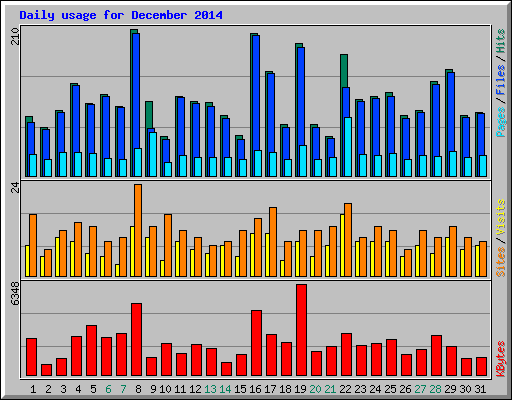 Daily usage for December 2014
210
Pages / Files / Hits
24
Sites / Visits
6348
KBytes
1 2 3 4 5 6 7 8 9 10 11 12 13 14 15 16 17 18 19 20 21 22 23 24 25 26 27 28 29 30 31